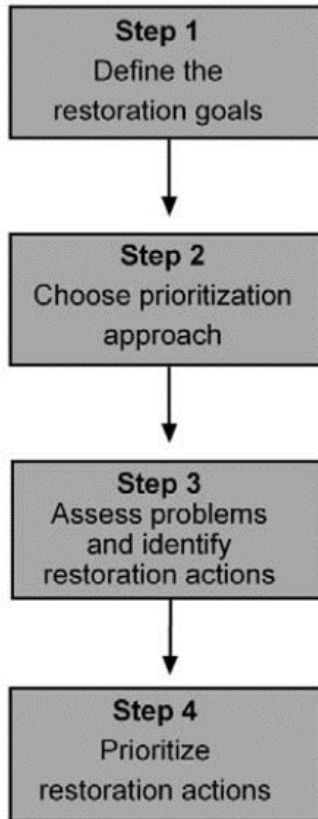 Step 1
Define the
restoration goals
Step 2
Choose prioritization
approach
Step 3
Assess problems
and identify
restoration actions
Step 4
Prioritize
restoration actions